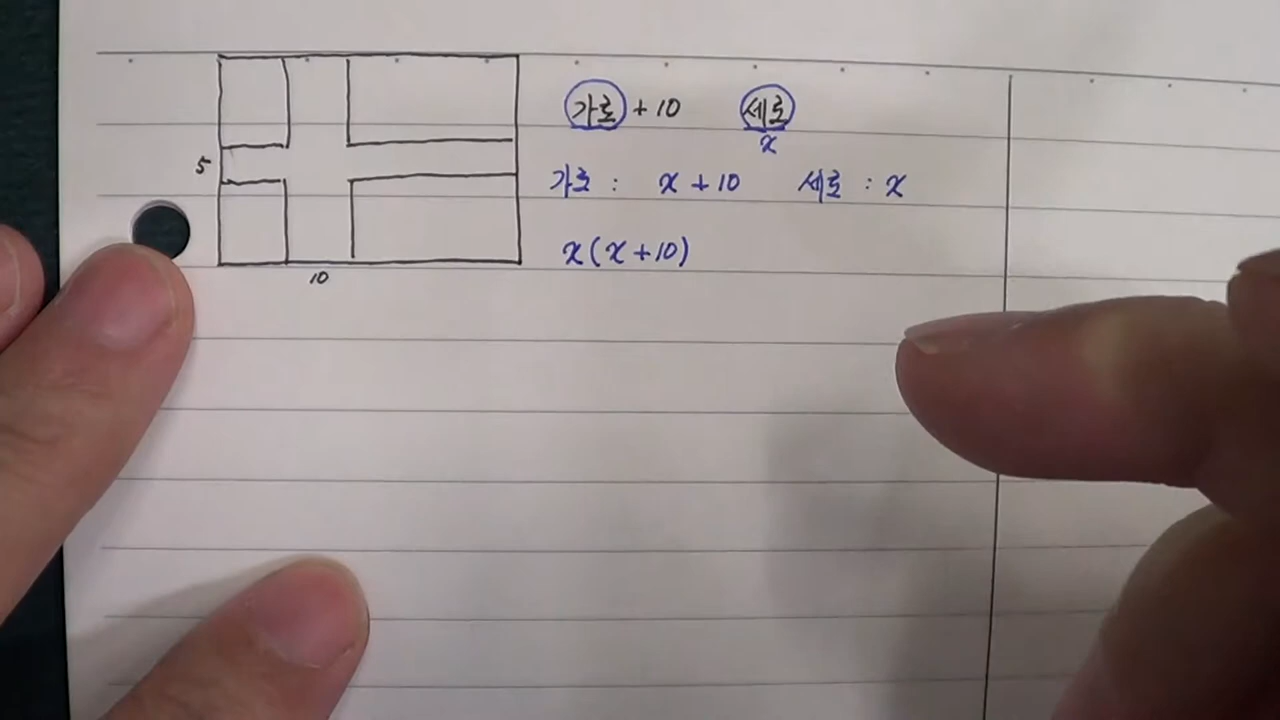 가로 + 10 세로
x
5
가로 : x + 10 세로 : x
x(x+10)
10